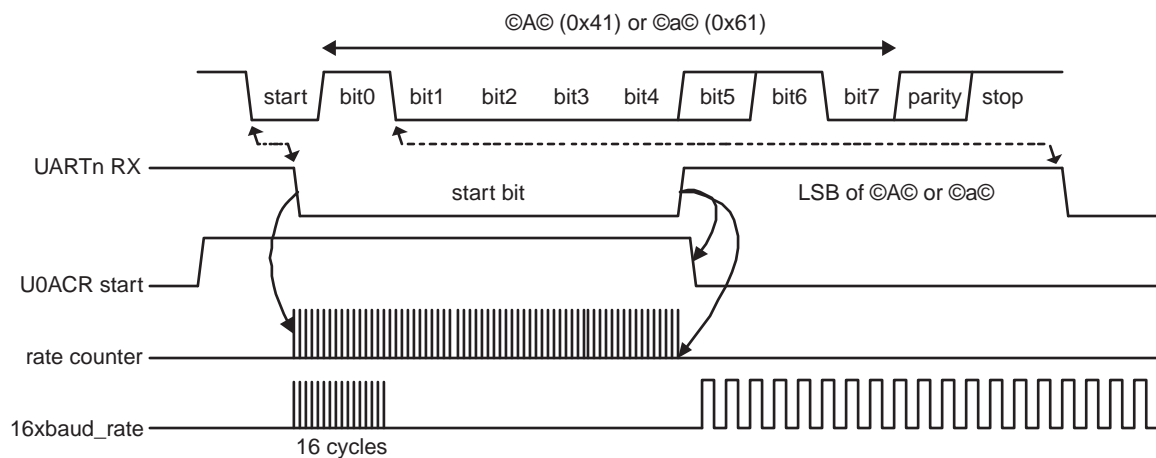 ©A© (0x41) or ©a© (0x61)
start bit0 bit1 bit2 bit3 bit4 bit5 bit6 bit7 parity stop
UARTn RX
start bit
LSB of ©A© or ©a©
U0ACR start
rate counter
16xbaud_rate
16 cycles